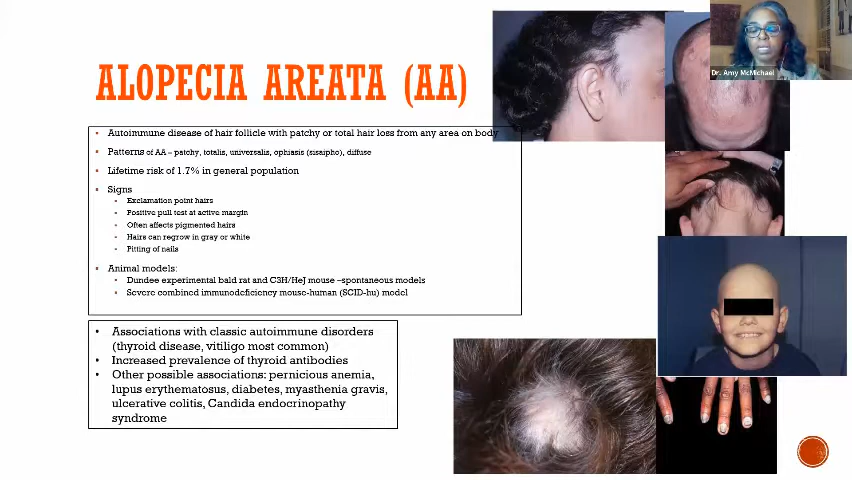 ALOPECIA AREATA (AA)
Dr. Amy McMichael
▪ Autoimmune disease of hair follicle with patchy or total hair loss from any area on body
▪ Patterns of AA – patchy, totalis, universalis, ophiasis (sisaipho), diffuse
▪ Lifetime risk of 1.7% in general population
▪ Signs
▪ Exclamation point hairs
▪ Positive pull test at active margin
▪ Often affects pigmented hairs
▪ Hairs can regrow in gray or white
▪ Pitting of nails
▪ Animal models:
▪ Dundee experimental bald rat and C3H/HeJ mouse –spontaneous models
▪ Severe combined immunodeficiency mouse-human (SCID-hu) model
• Associations with classic autoimmune disorders
(thyroid disease, vitiligo most common)
• Increased prevalence of thyroid antibodies
• Other possible associations: pernicious anemia,
lupus erythematosus, diabetes, myasthenia gravis,
ulcerative colitis, Candida endocrinopathy
syndrome